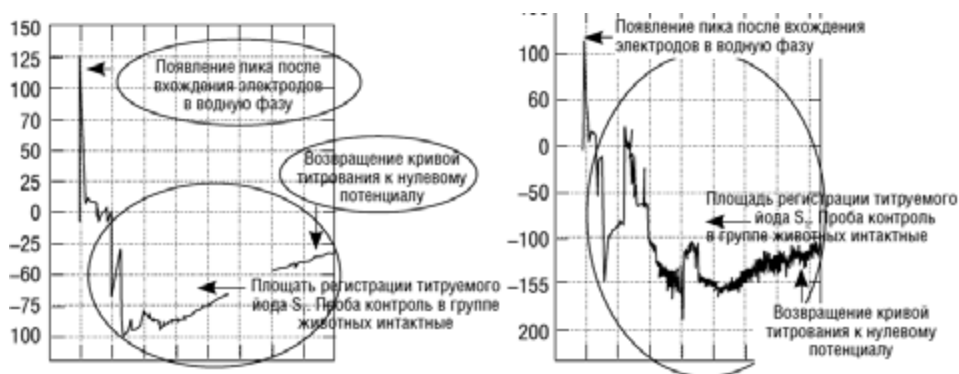 150
125
100
70
50
25
0
–25
–60
–75
100
Появление пика после
вхождения электродов
в водную фазу
Возвращение кривой
титрования к нулевому
потенциалу
Площать регистрации титруемого
йода S . Проба контроль в группе
животных интактные
100
60
0
–50
–100
–155
200
Появление пика после вхождения
электродов в водную фазу
Площадь регистрации титруемого
йода S . Проба контроль
в группе животных интактные
Возвращение кривой
титрования к нулевому
потенциалу